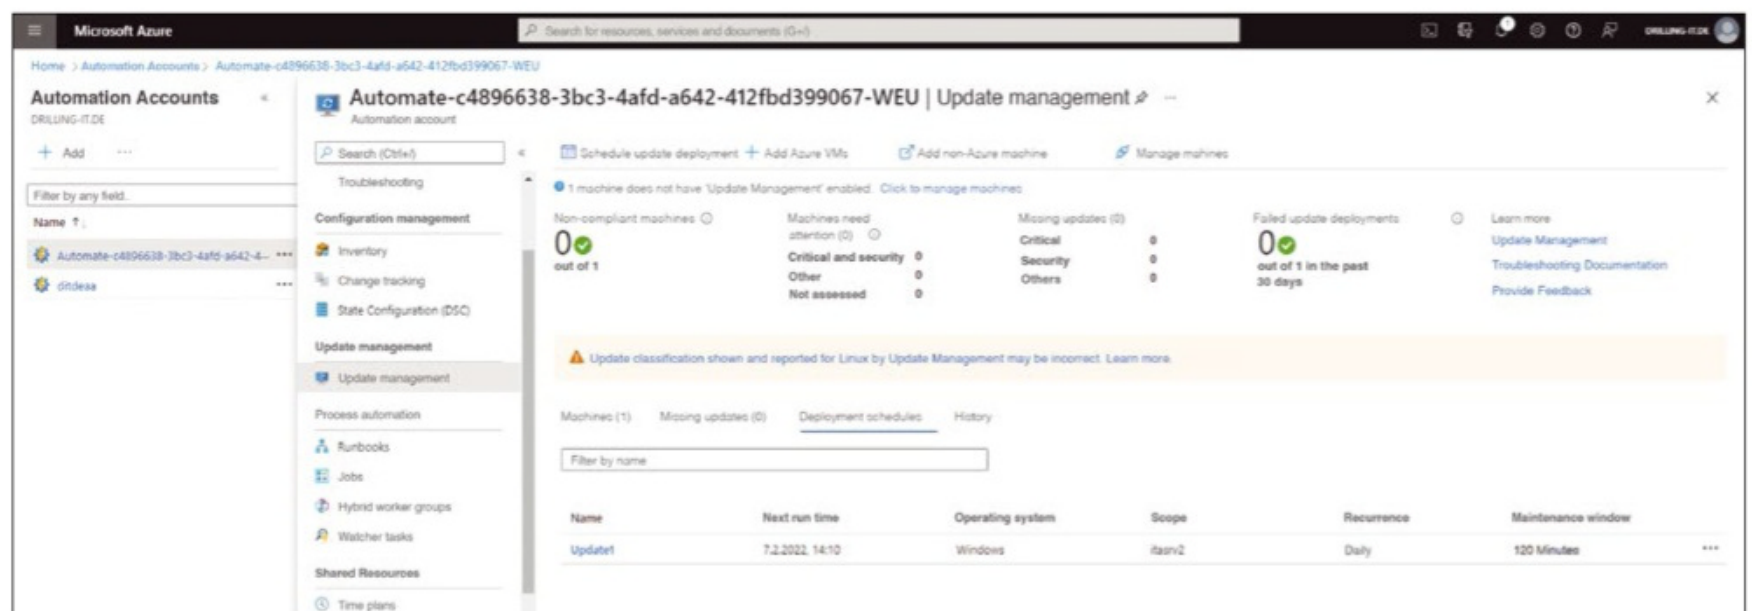 Microsoft Azure
Search for resources, services and documents (G+/)
DRILLING-IT.DE
Home > Automation Accounts > Automate-c4896638-3bc3-4afd-a642-412fbd399067-WEU
Automation Accounts «
DRILLING-IT.DE
+ Add ...
Filter by any field..
Name ↑↓
Automate-c4896638-3bc3-4afd-a642-4... ...
ditdeaa ...
Automate-c4896638-3bc3-4afd-a642-412fbd399067-WEU | Update management ...
Automation account
Search (Ctrl+/) «
Troubleshooting
Configuration management
Inventory
Change tracking
State Configuration (DSC)
Update management
Update management
Process automation
Runbooks
Jobs
Hybrid worker groups
Watcher tasks
Shared Resources
Time plans
Schedule update deployment + Add Azure VMs Add non-Azure machine Manage mahines
1 machine does not have 'Update Management' enabled. Click to manage machines
Non-compliant machines
0
out of 1
Machines need
attention (0)
Critical and security 0
Other 0
Not assessed 0
Missing updates (0)
Critical 0
Security 0
Others 0
Failed update deployments
0
out of 1 in the past
30 days
Learn more
Update Management
Troubleshooting Documentation
Provide Feedback
Update classification shown and reported for Linux by Update Management may be incorrect. Learn more.
Machines (1) Missing updates (0) Deployment schedules History
Filter by name
Name Next run time Operating system Scope Recurrence Maintenance window
Update1 7.2.2022, 14:10 Windows itasrv2 Daily 120 Minutes ...